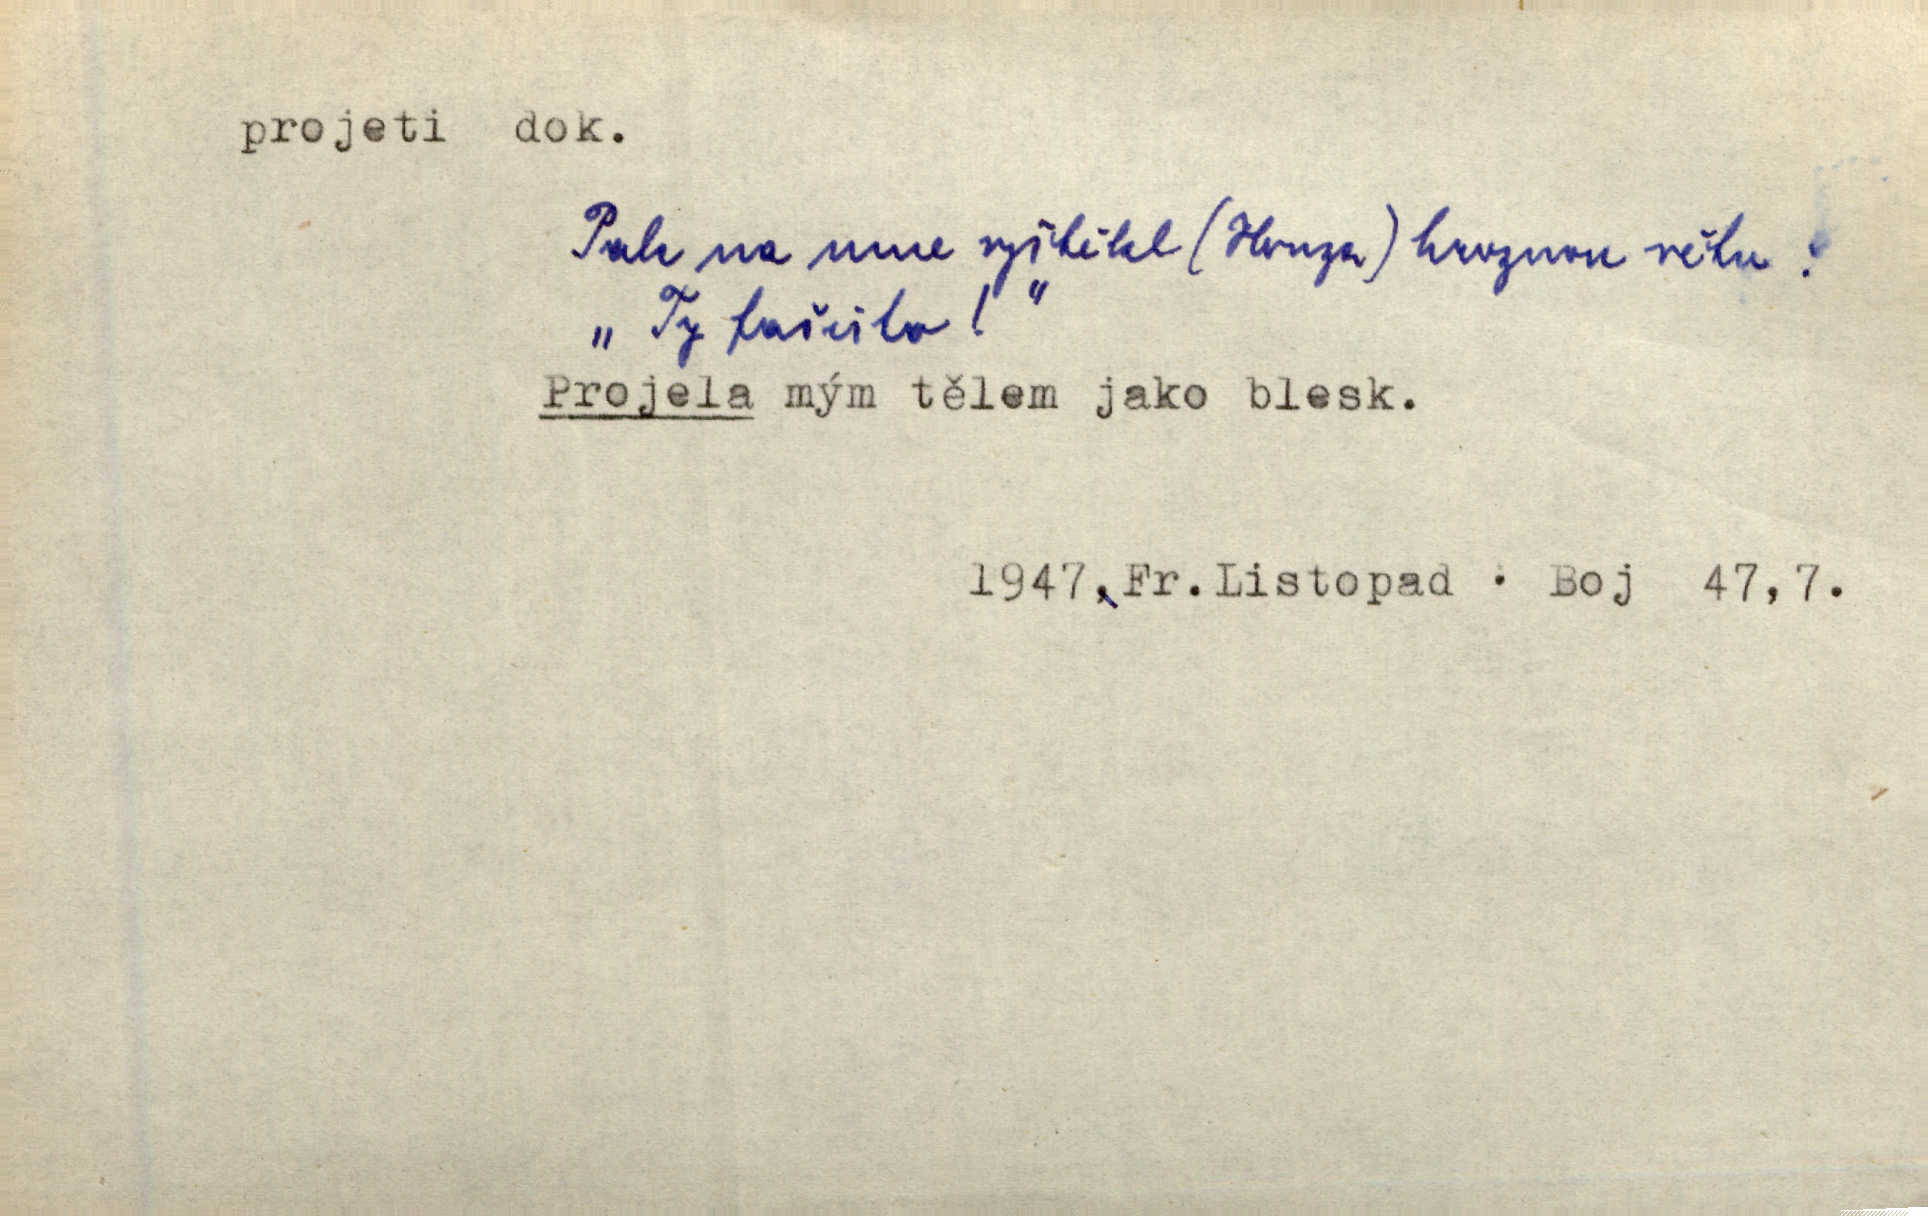 projeti dok.
Pak na mne vyštěkl (Honza) hroznou větu :
„Ty fašisto!“
Projela mým tělem jako blesk.
1947, Fr.Listopad : Boj 47,7.